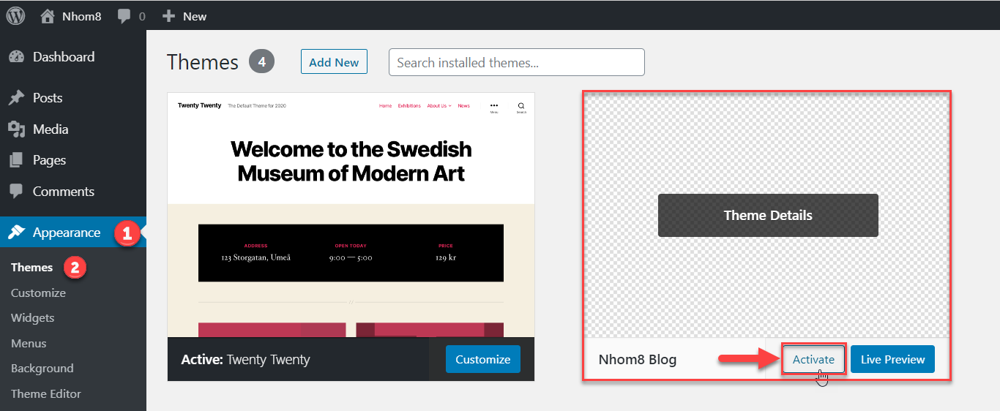 Nhom8 0 New
Dashboard
Posts
Media
Pages
Comments
Appearance 1
Themes 2
Customize
Widgets
Menus
Background
Theme Editor
Themes 4 Add New Search installed themes...
Twenty Twenty The Default Theme for 2020 Home Exhibitions About Us News Menu Search
Welcome to the Swedish
Museum of Modern Art
ADDRESS OPEN TODAY PRICE
123 Storgatan, Umeå 9:00 — 5:00 129 kr
//
Active: Twenty Twenty Customize
Theme Details
Nhom8 Blog Activate Live Preview